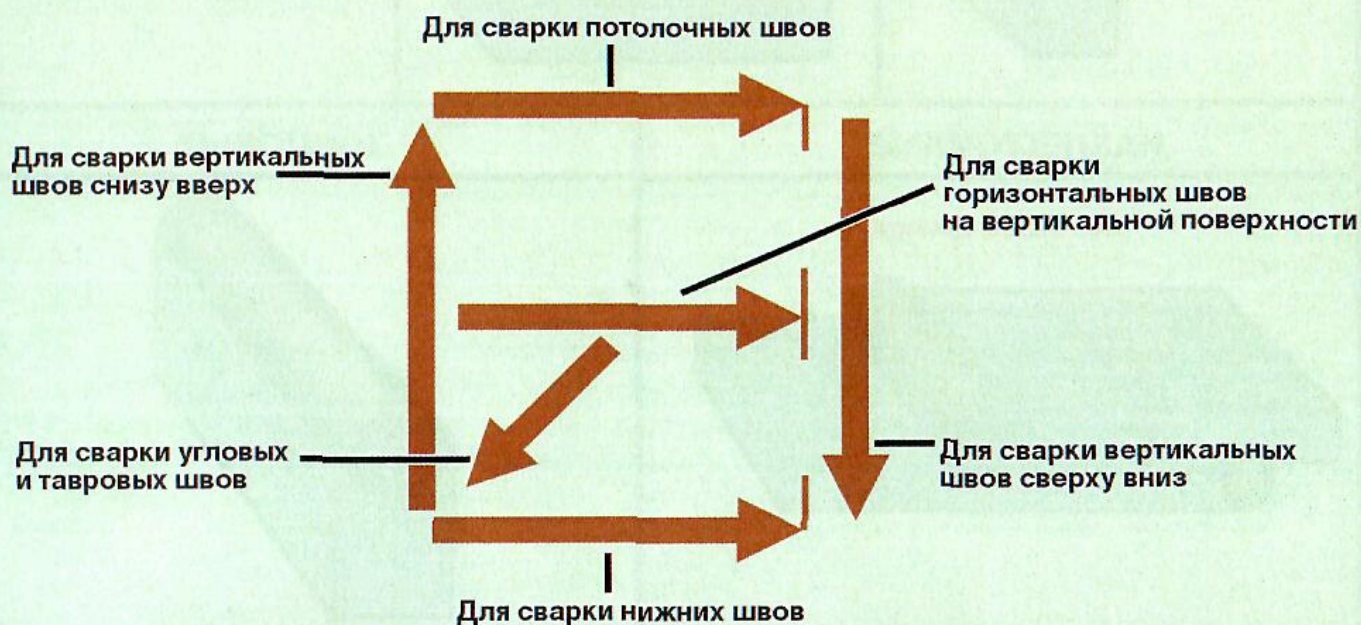 Для сварки потолочных швов
Для сварки вертикальных
швов снизу вверх
Для сварки
горизонтальных швов
на вертикальной поверхности
Для сварки угловых
и тавровых швов
Для сварки вертикальных
швов сверху вниз
Для сварки нижних швов